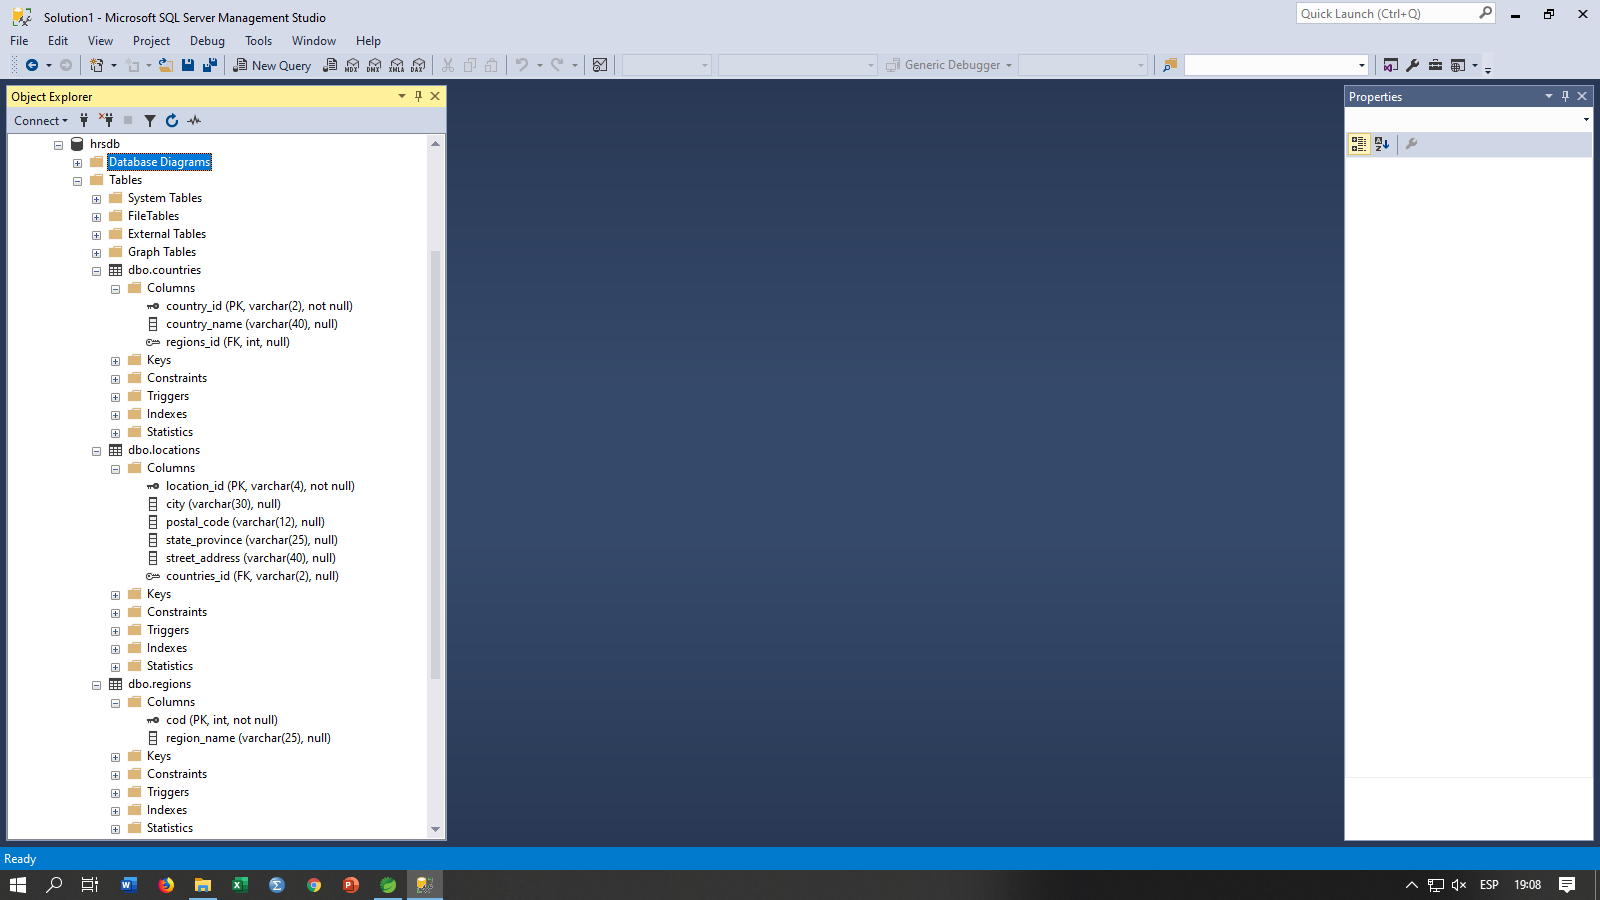 Solution1 - Microsoft SQL Server Management Studio
Quick Launch (Ctrl+Q)
File Edit View Project Debug Tools Window Help
New Query
MDX
DMX
XMLA
DAX
Generic Debugger
Object Explorer
Connect
hrsdb
Database Diagrams
Tables
System Tables
FileTables
External Tables
Graph Tables
dbo.countries
Columns
country_id (PK, varchar(2), not null)
country_name (varchar(40), null)
regions_id (FK, int, null)
Keys
Constraints
Triggers
Indexes
Statistics
dbo.locations
Columns
location_id (PK, varchar(4), not null)
city (varchar(30), null)
postal_code (varchar(12), null)
state_province (varchar(25), null)
street_address (varchar(40), null)
countries_id (FK, varchar(2), null)
Keys
Constraints
Triggers
Indexes
Statistics
dbo.regions
Columns
cod (PK, int, not null)
region_name (varchar(25), null)
Keys
Constraints
Triggers
Indexes
Statistics
Properties
Ready
ESP 19:08